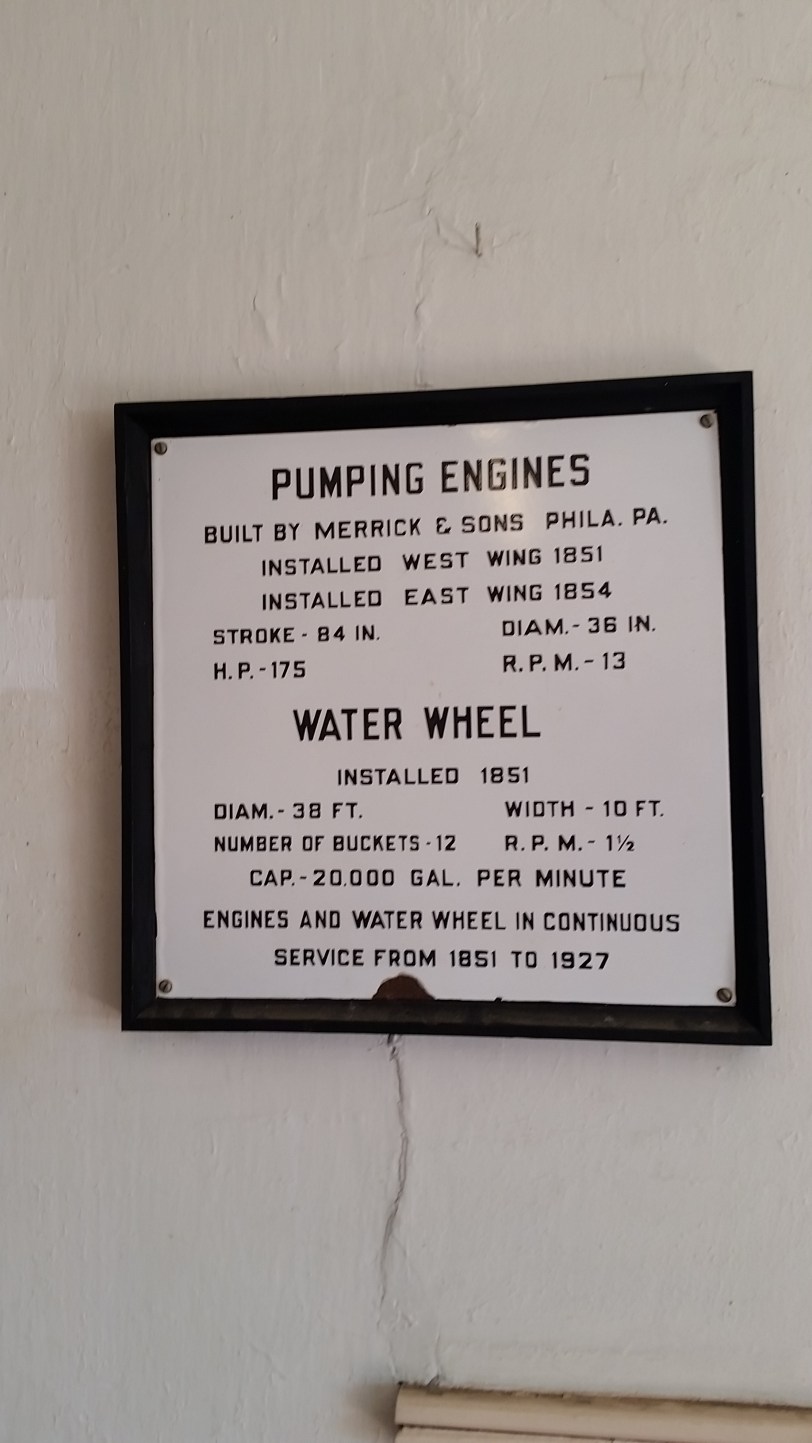 PUMPING ENGINES
BUILT BY MERRICK & SONS PHILA. PA.
INSTALLED WEST WING 1851
INSTALLED EAST WING 1854
STROKE - 84 IN. DIAM. - 36 IN.
H.P. - 175 R.P.M. - 13
WATER WHEEL
INSTALLED 1851
DIAM. - 38 FT. WIDTH - 10 FT.
NUMBER OF BUCKETS - 12 R.P.M. - 1½
CAP. - 20.000 GAL. PER MINUTE
ENGINES AND WATER WHEEL IN CONTINUOUS
SERVICE FROM 1851 TO 1927